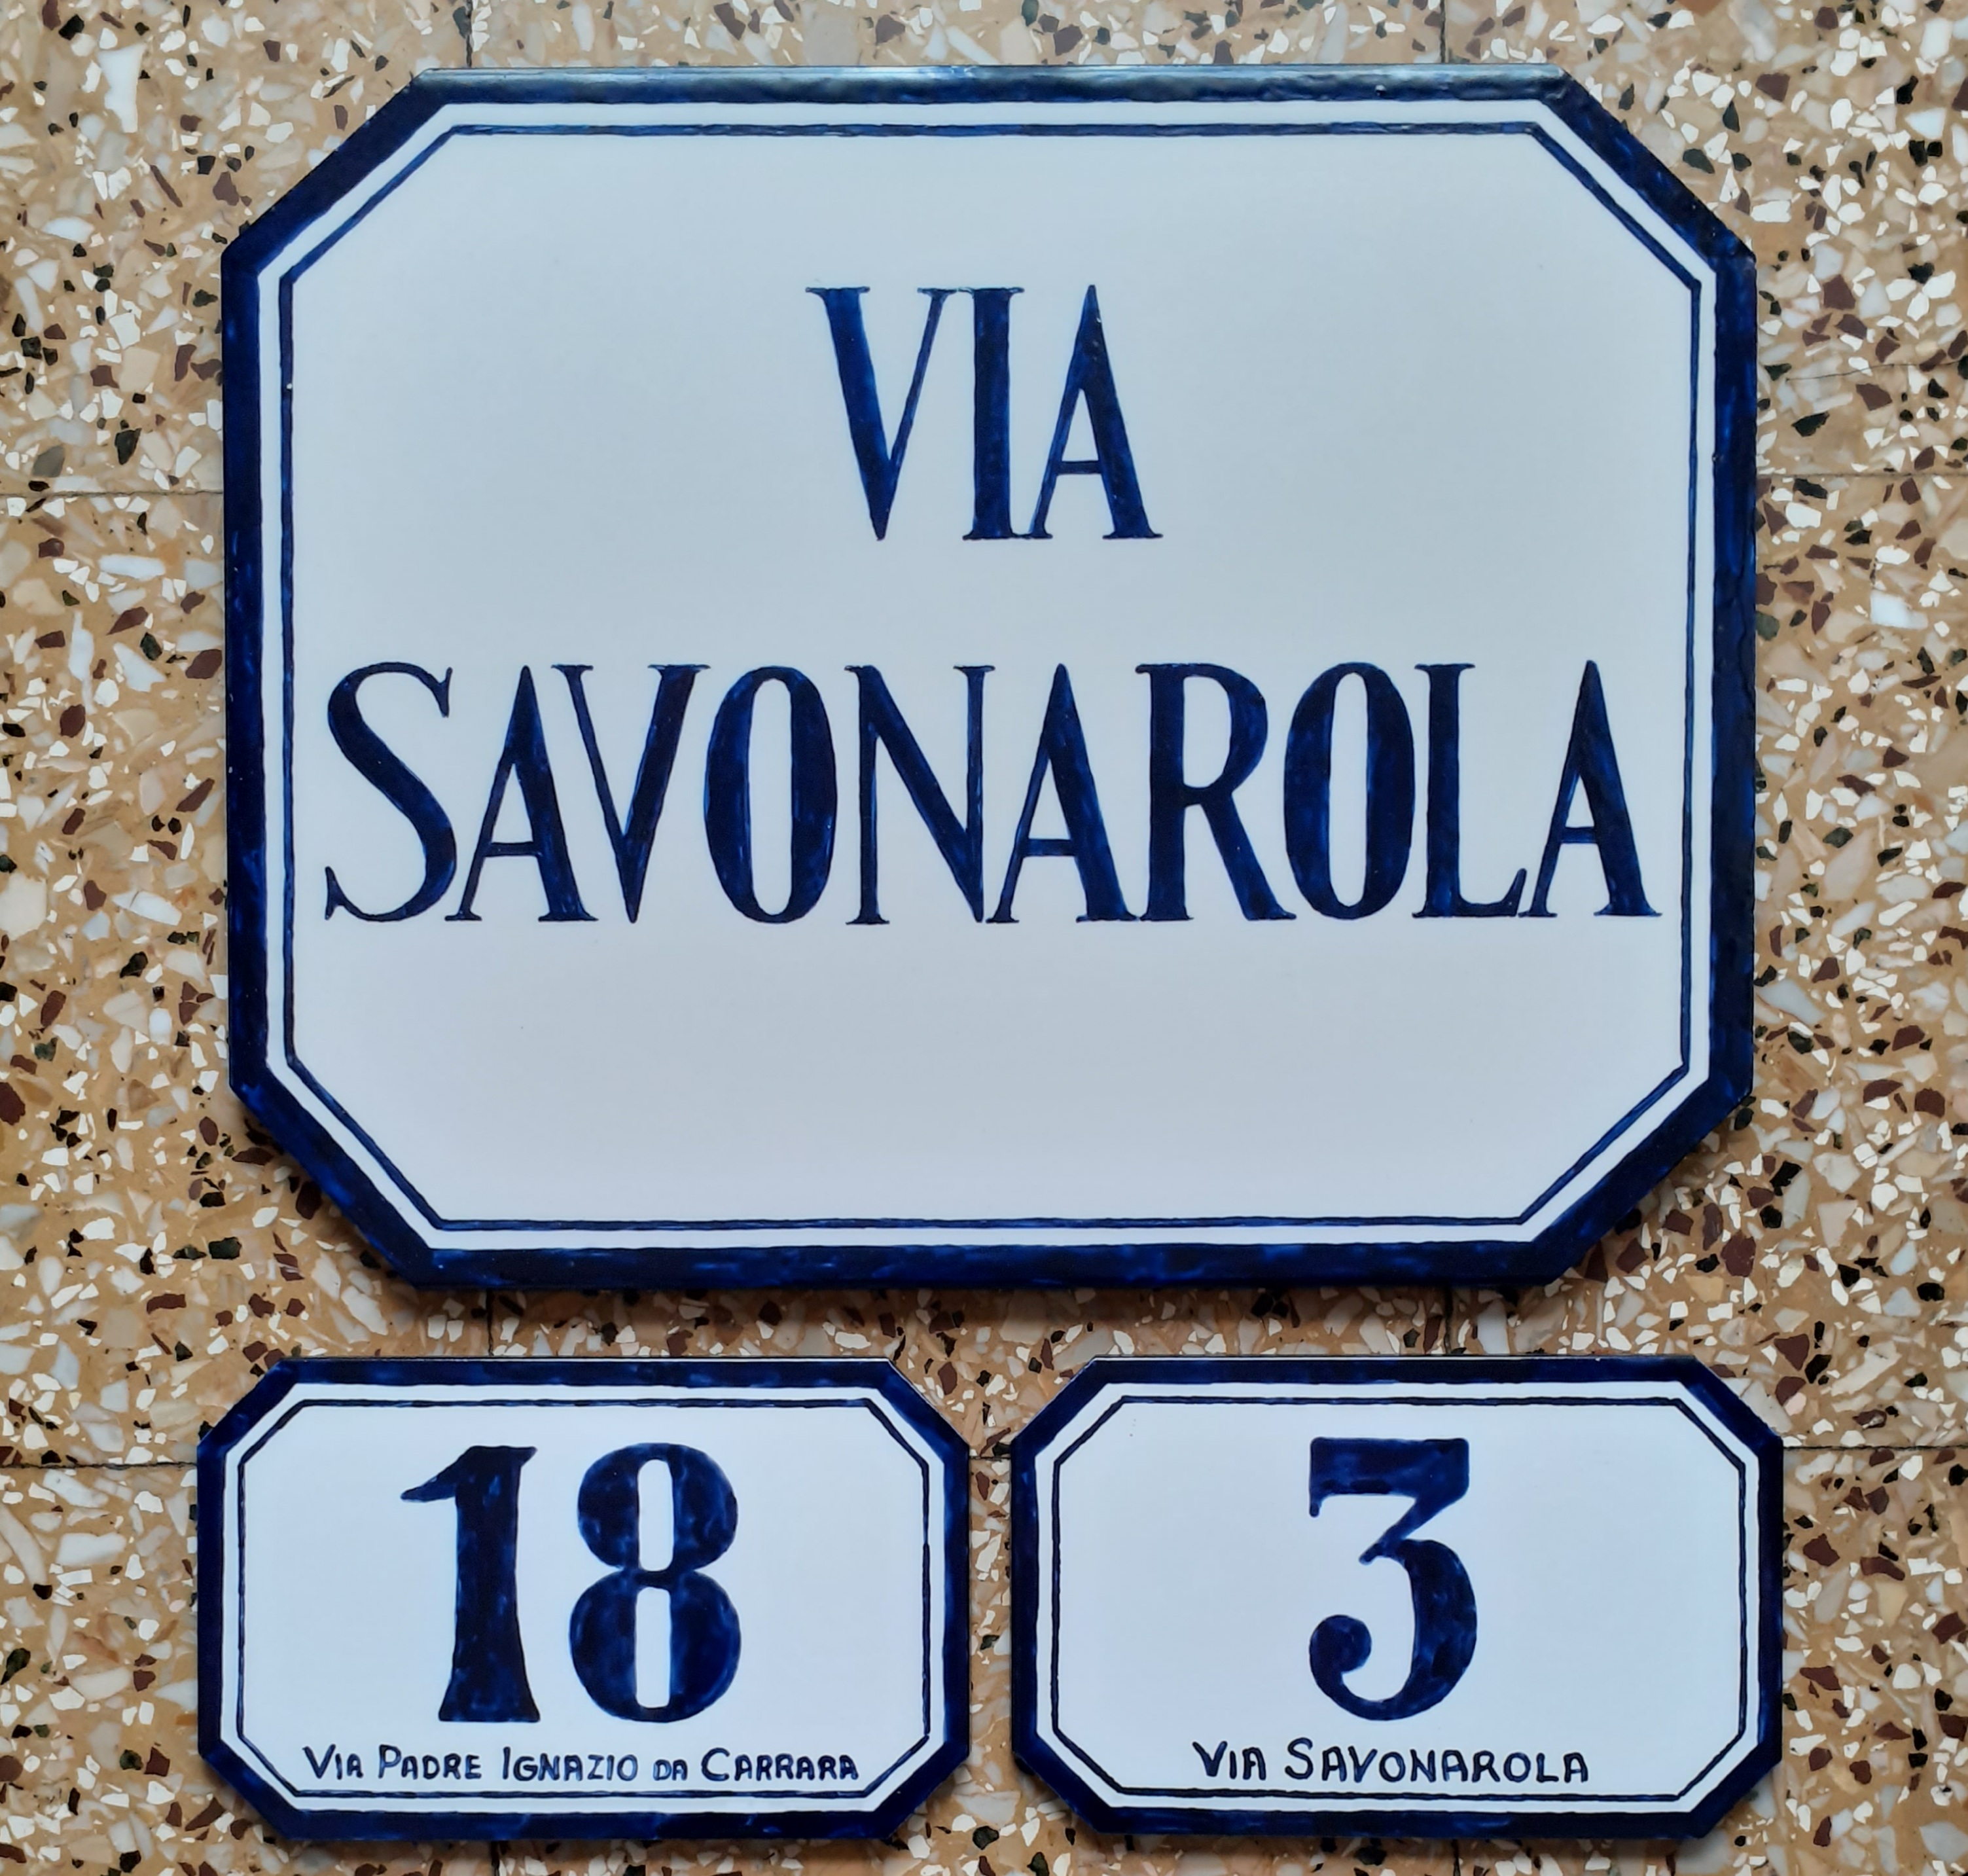 VIA
SAVONAROLA
18
VIA PADRE IGNAZIO DA CARRARA
3
VIA SAVONAROLA